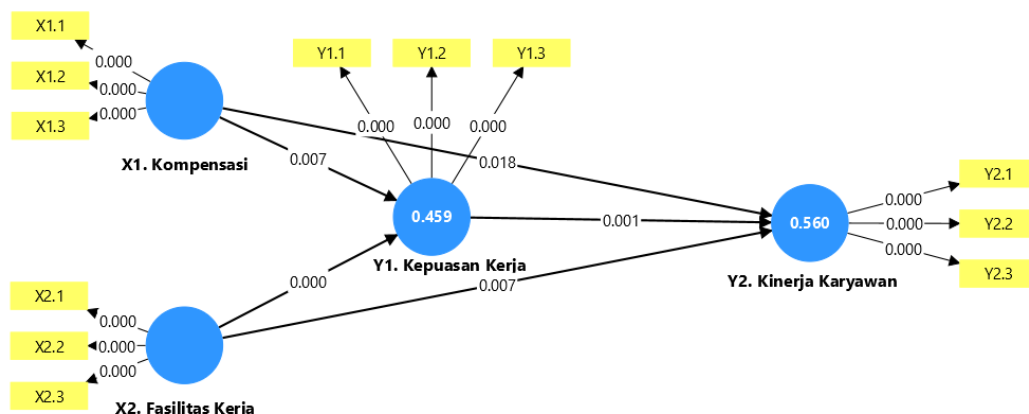 X1.1
X1.2
X1.3
0.000
0.000
0.000
X1. Kompensasi
Y1.1
Y1.2
Y1.3
0.000
0.000
0.000
0.007
0.018
0.459
Y1. Kepuasan Kerja
0.001
0.000
0.007
X2.1
X2.2
X2.3
0.000
0.000
0.000
X2. Fasilitas Kerja
0.560
Y2. Kinerja Karyawan
0.000
0.000
0.000
Y2.1
Y2.2
Y2.3